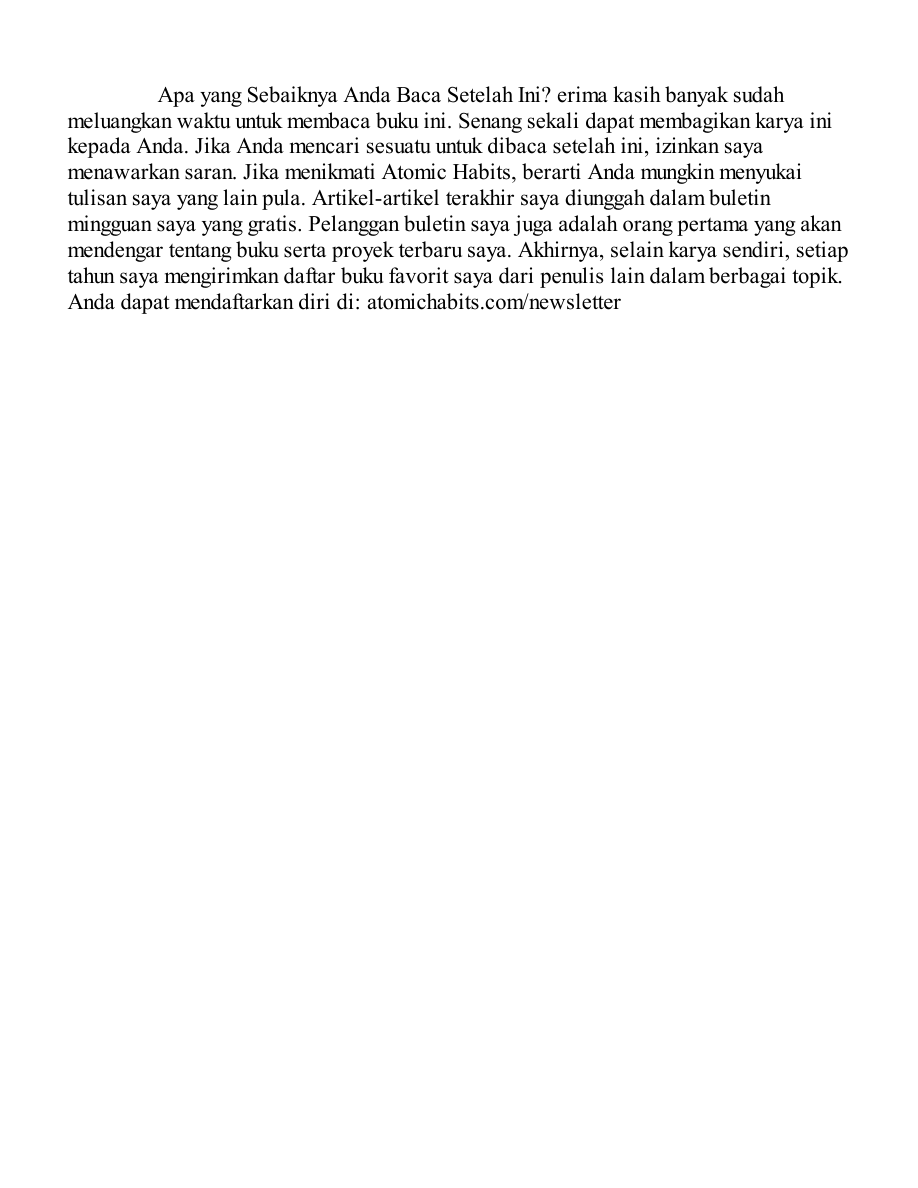 Apa yang Sebaiknya Anda Baca Setelah Ini? erima kasih banyak sudah
meluangkan waktu untuk membaca buku ini. Senang sekali dapat membagikan karya ini
kepada Anda. Jika Anda mencari sesuatu untuk dibaca setelah ini, izinkan saya
menawarkan saran. Jika menikmati Atomic Habits, berarti Anda mungkin menyukai
tulisan saya yang lain pula. Artikel-artikel terakhir saya diunggah dalam buletin
mingguan saya yang gratis. Pelanggan buletin saya juga adalah orang pertama yang akan
mendengar tentang buku serta proyek terbaru saya. Akhirnya, selain karya sendiri, setiap
tahun saya mengirimkan daftar buku favorit saya dari penulis lain dalam berbagai topik.
Anda dapat mendaftarkan diri di: atomichabits.com/newsletter